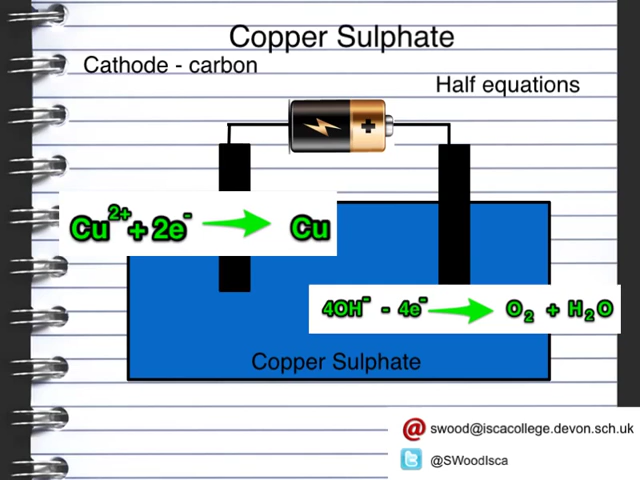 Copper Sulphate
Cathode - carbon
Half equations
+
Cu²⁺ + 2e⁻ → Cu
4OH⁻ - 4e⁻ → O₂ + H₂O
Copper Sulphate
@ swood@iscacollege.devon.sch.uk
@SWoodIsca